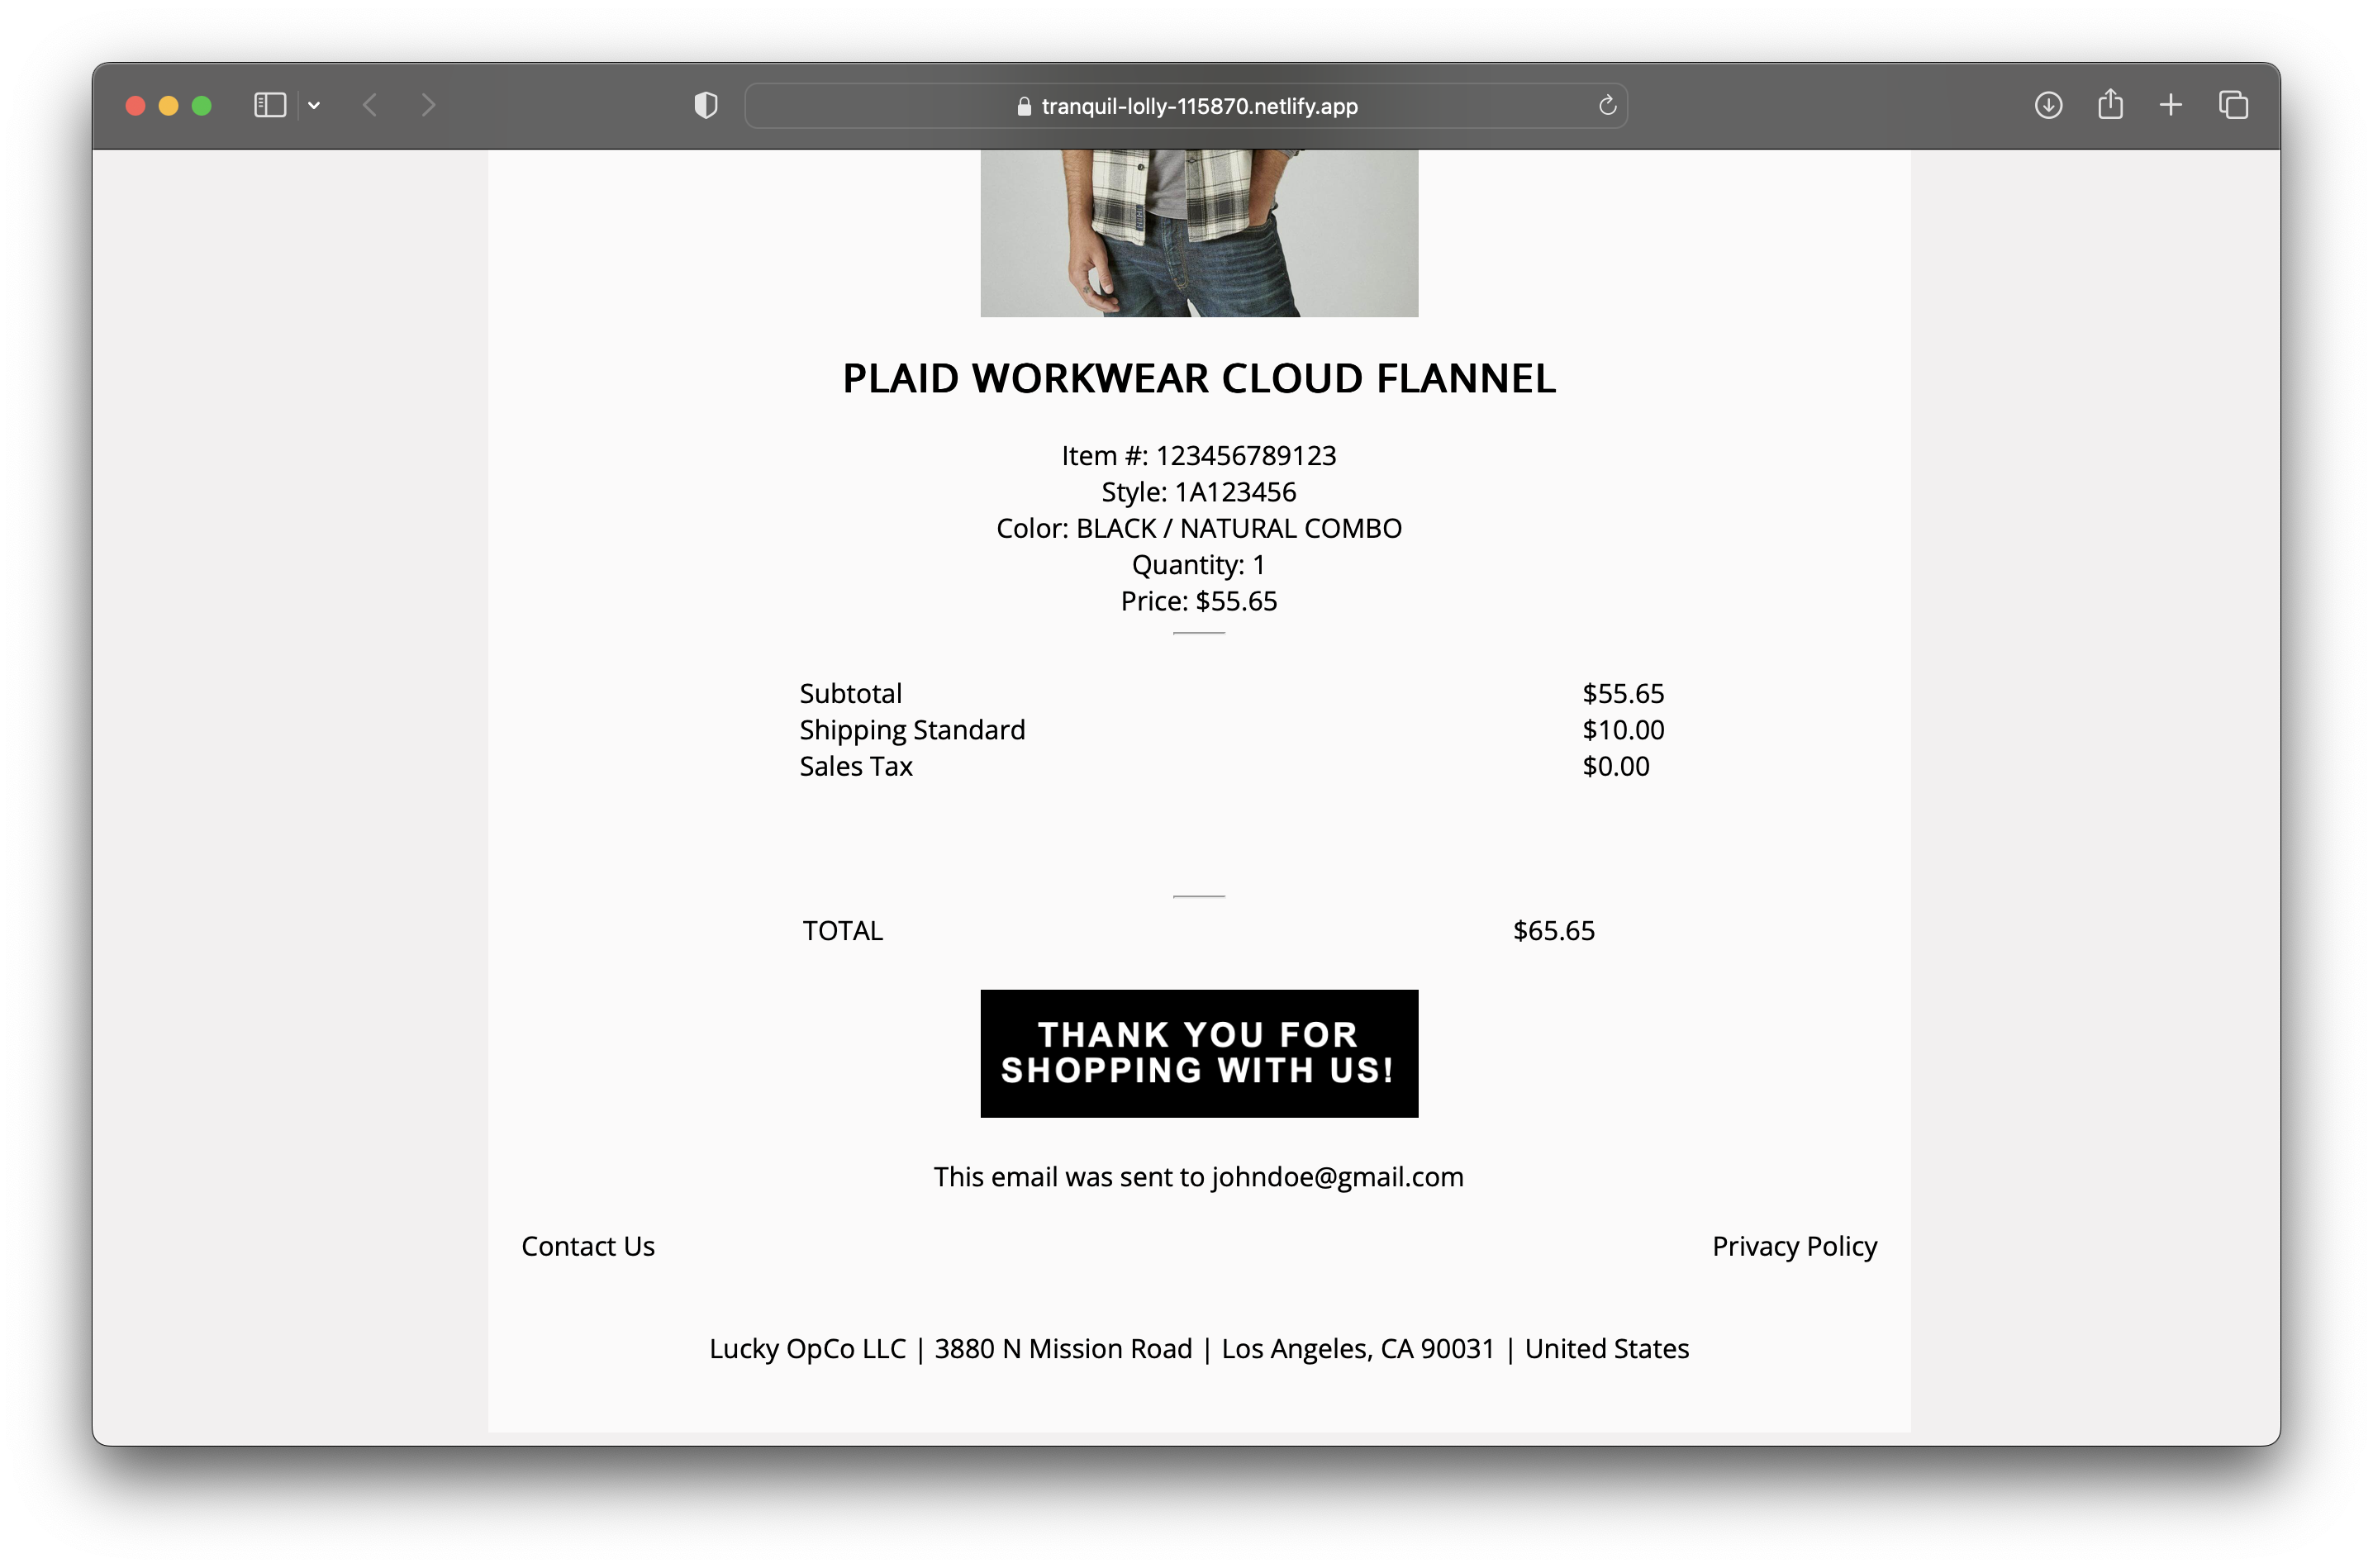 tranquil-lolly-115870.netlify.app
PLAID WORKWEAR CLOUD FLANNEL
Item #: 123456789123
Style: 1A123456
Color: BLACK / NATURAL COMBO
Quantity: 1
Price: $55.65
Subtotal $55.65
Shipping Standard $10.00
Sales Tax $0.00
TOTAL $65.65
THANK YOU FOR
SHOPPING WITH US!
This email was sent to johndoe@gmail.com
Contact Us Privacy Policy
Lucky OpCo LLC | 3880 N Mission Road | Los Angeles, CA 90031 | United States